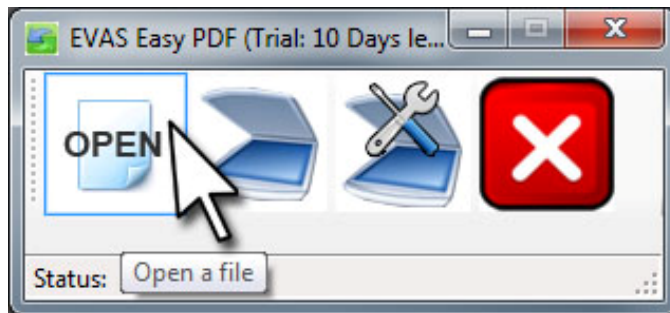 EVAS Easy PDF (Trial: 10 Days le...
OPEN
Status:
Open a file